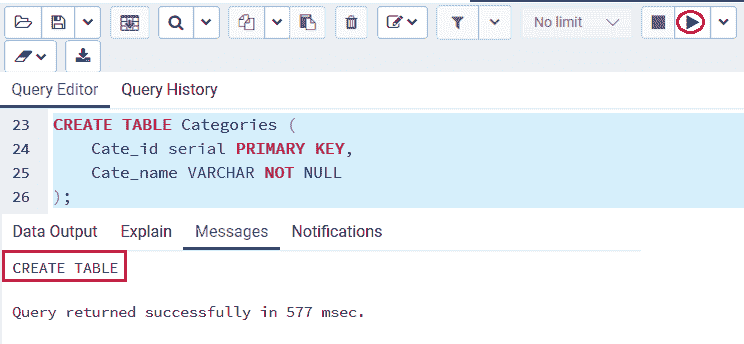 No limit
Query Editor Query History
23 CREATE TABLE Categories (
24 Cate_id serial PRIMARY KEY,
25 Cate_name VARCHAR NOT NULL
26 );
Data Output Explain Messages Notifications
CREATE TABLE
Query returned successfully in 577 msec.